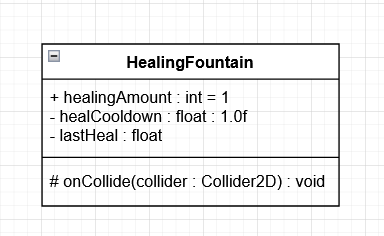 HealingFountain
+ healingAmount : int = 1
- healCooldown : float : 1.0f
- lastHeal : float
# onCollide(collider : Collider2D) : void